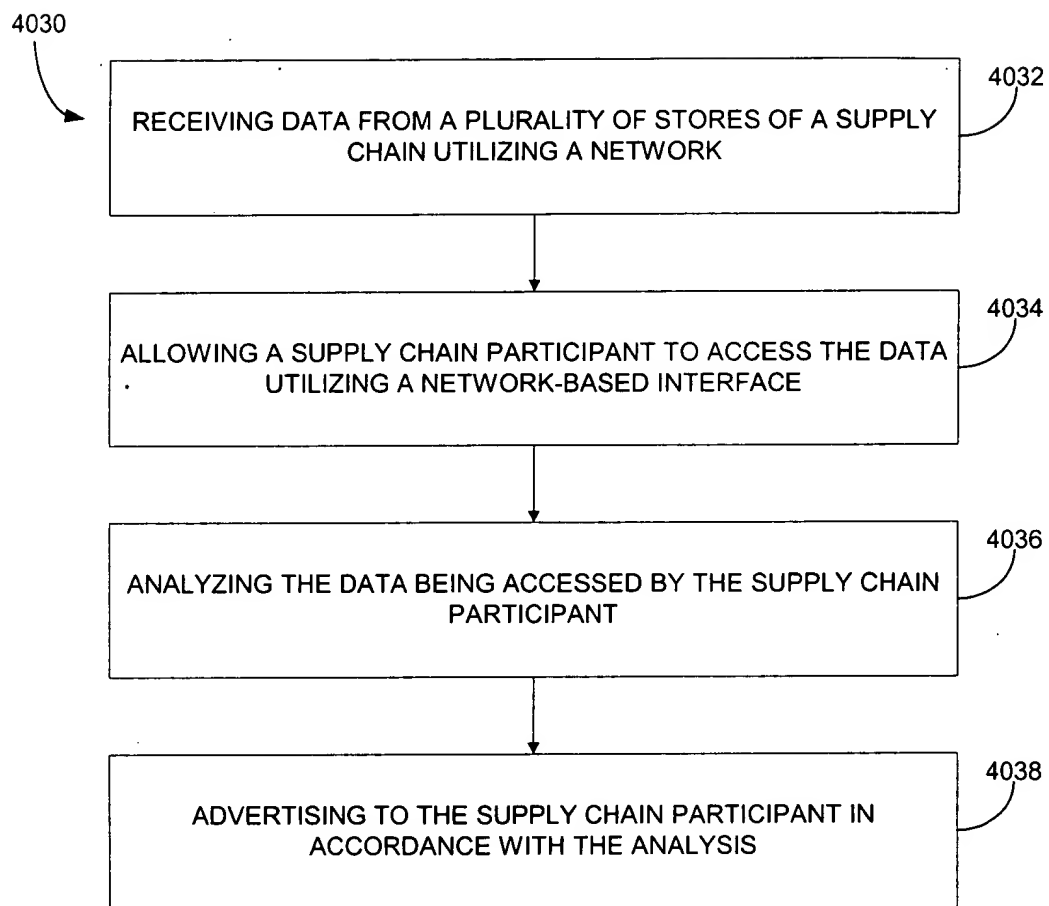 4030
4032
RECEIVING DATA FROM A PLURALITY OF STORES OF A SUPPLY
CHAIN UTILIZING A NETWORK
4034
ALLOWING A SUPPLY CHAIN PARTICIPANT TO ACCESS THE DATA
UTILIZING A NETWORK-BASED INTERFACE
4036
ANALYZING THE DATA BEING ACCESSED BY THE SUPPLY CHAIN
PARTICIPANT
4038
ADVERTISING TO THE SUPPLY CHAIN PARTICIPANT IN
ACCORDANCE WITH THE ANALYSIS